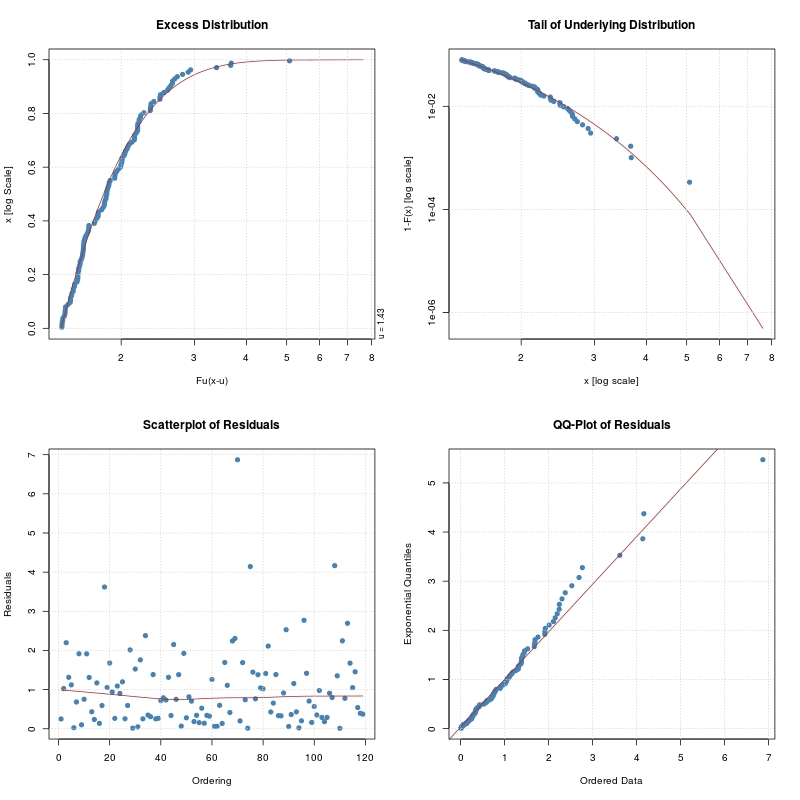 Excess Distribution
x [log Scale]
0.0 0.2 0.4 0.6 0.8 1.0
2 3 4 5 6 7 8
Fu(x-u)
u = 1.43
Tail of Underlying Distribution
1-F(x) [log scale]
1e-06 1e-04 1e-02
2 3 4 5 6 7 8
x [log scale]
Scatterplot of Residuals
Residuals
0 1 2 3 4 5 6 7
0 20 40 60 80 100 120
Ordering
QQ-Plot of Residuals
Exponential Quantiles
0 1 2 3 4 5
0 1 2 3 4 5 6 7
Ordered Data